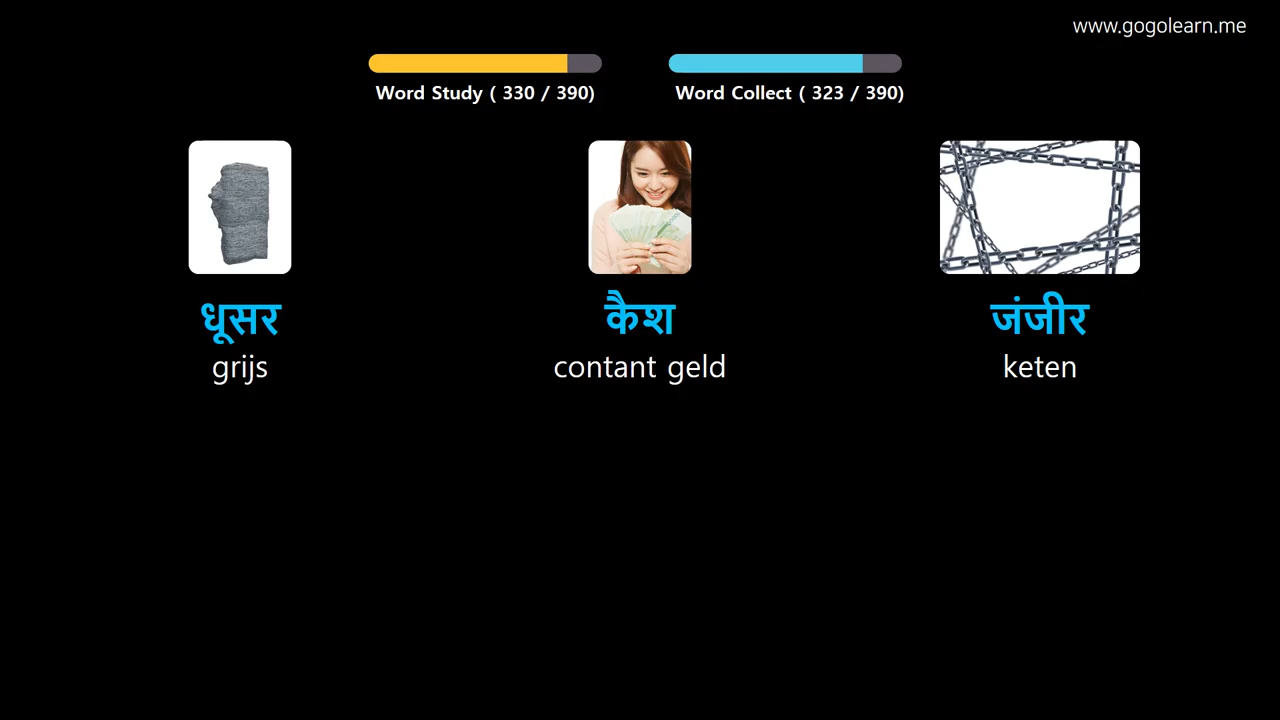 www.gogolearn.me
Word Study ( 330 / 390)
Word Collect ( 323 / 390)
धूसर
grijs
कैश
contant geld
जंजीर
keten